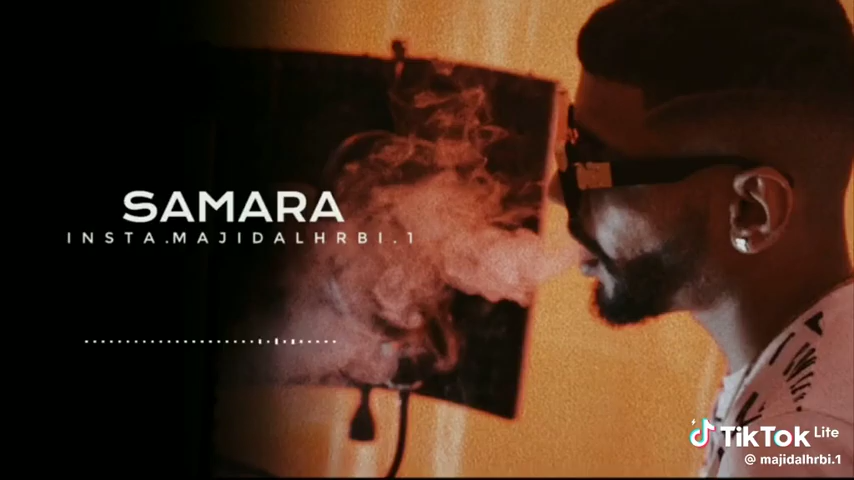 SAMARA
INSTA.MAJIDALHRBI.1
TikTok Lite
@ majidalhrbi.1